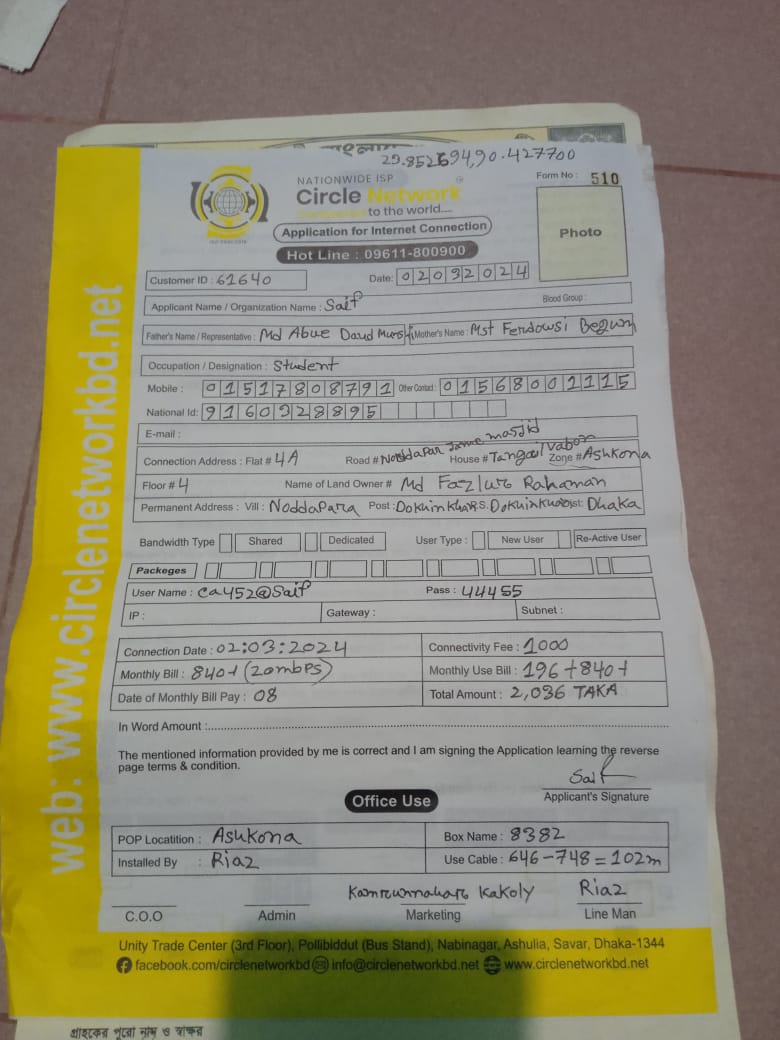 29.852694,90.427700
NATIONWIDE ISP
Form No : 510
Circle Network
to the world....
Application for Internet Connection
Photo
Hot Line : 09611-800900
Customer ID : 61640 Date: 02032024
Applicant Name / Organization Name : Saif Blood Group :
Father's Name / Representative : Md Abue Daud Murshi Mother's Name : Mst Ferdowsi Begum
Occupation / Designation : Student
Mobile : 01517808791 Other Contact : 01568001115
National Id: 9160328895
E-mail :
Connection Address : Flat # 4A Road # Noddapar Jame masjid House # Tangail Vabon Zone # Ashkona
Floor # 4 Name of Land Owner # Md Fazlur Rahaman
Permanent Address : Vill : Noddapara Post : Dokhinkhan P.S. Dokhinkhan Dist: Dhaka
Bandwidth Type Shared Dedicated User Type : New User Re-Active User
Packeges
User Name : ca452@Saif Pass : 44455
IP : Gateway : Subnet :
Connection Date : 02:03:2024 Connectivity Fee : 1000
Monthly Bill : 840+ (20mbps) Monthly Use Bill : 196+840+
Date of Monthly Bill Pay : 08 Total Amount : 2,036 TAKA
In Word Amount :
The mentioned information provided by me is correct and I am signing the Application learning the reverse
page terms & condition.
Saif
Applicant's Signature
Office Use
POP Locatition : Ashkona Box Name : 8382
Installed By : Riaz Use Cable : 646-748=102m
Kamrunnahar Kakoly Riaz
C.O.O Admin Marketing Line Man
Unity Trade Center (3rd Floor), Pollibiddut (Bus Stand), Nabinagar, Ashulia, Savar, Dhaka-1344
facebook.com/circlenetworkbd info@circlenetworkbd.net www.circlenetworkbd.net
web: www.circlenetworkbd.net
গ্রাহকের পুরো নাম ও স্বাক্ষর